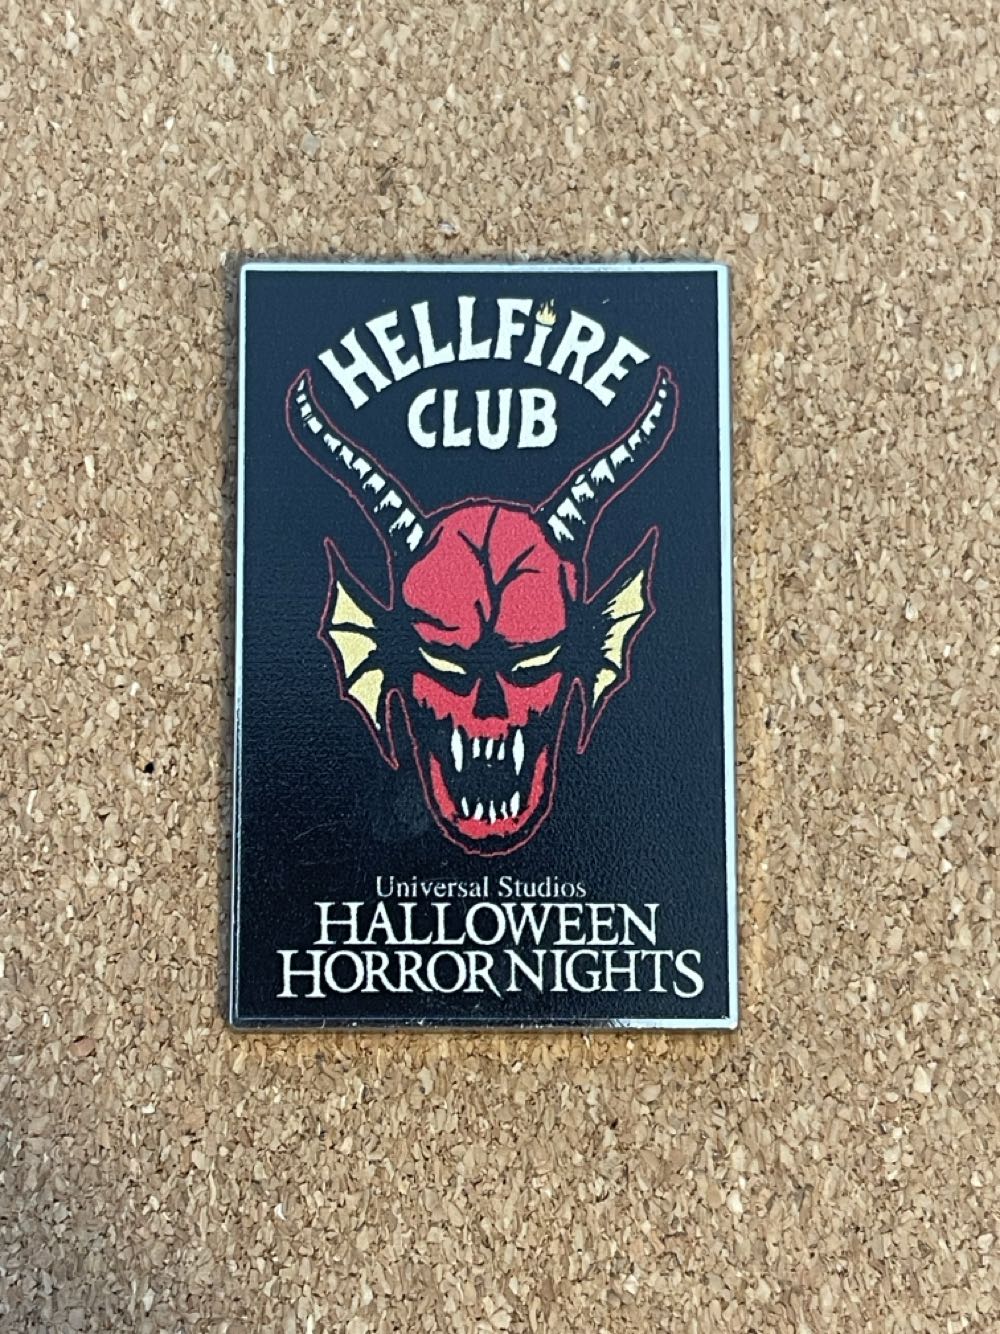 HELLFiRE
CLUB
Universal Studios
HALLOWEEN
HORROR NIGHTS